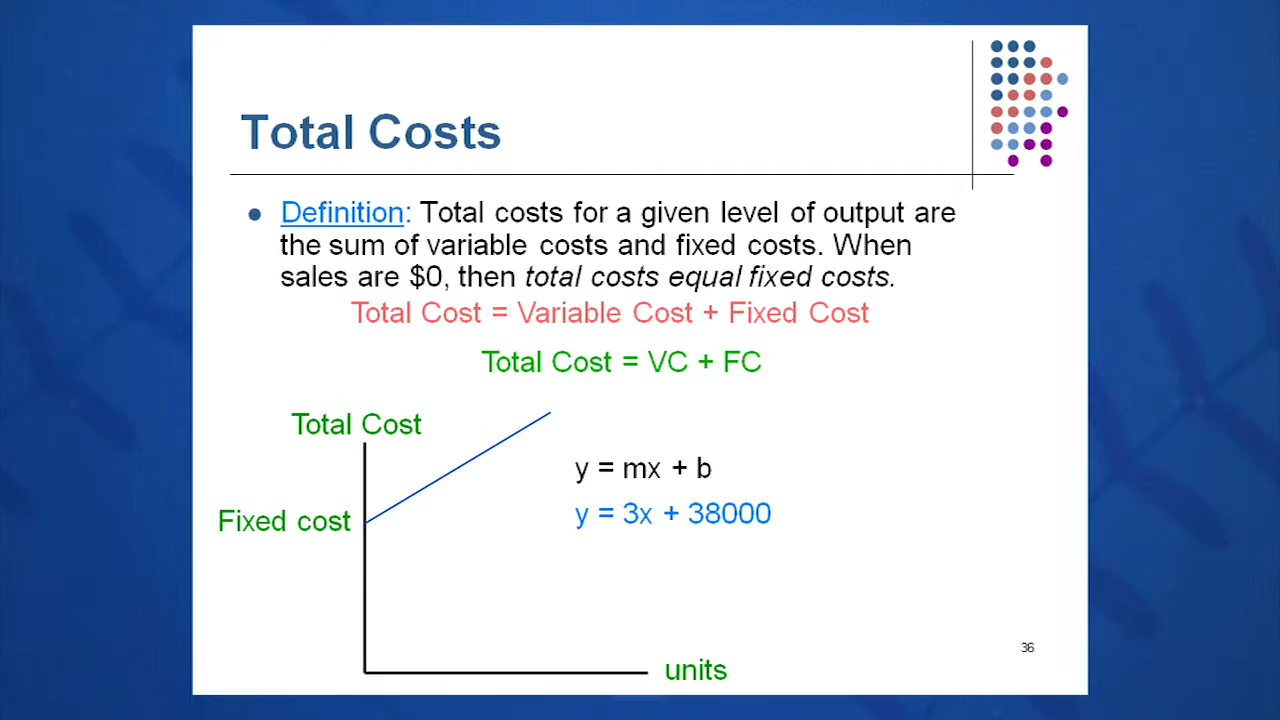 Total Costs
Definition: Total costs for a given level of output are
the sum of variable costs and fixed costs. When
sales are $0, then total costs equal fixed costs.
Total Cost = Variable Cost + Fixed Cost
Total Cost = VC + FC
Total Cost
y = mx + b
Fixed cost
y = 3x + 38000
36
units